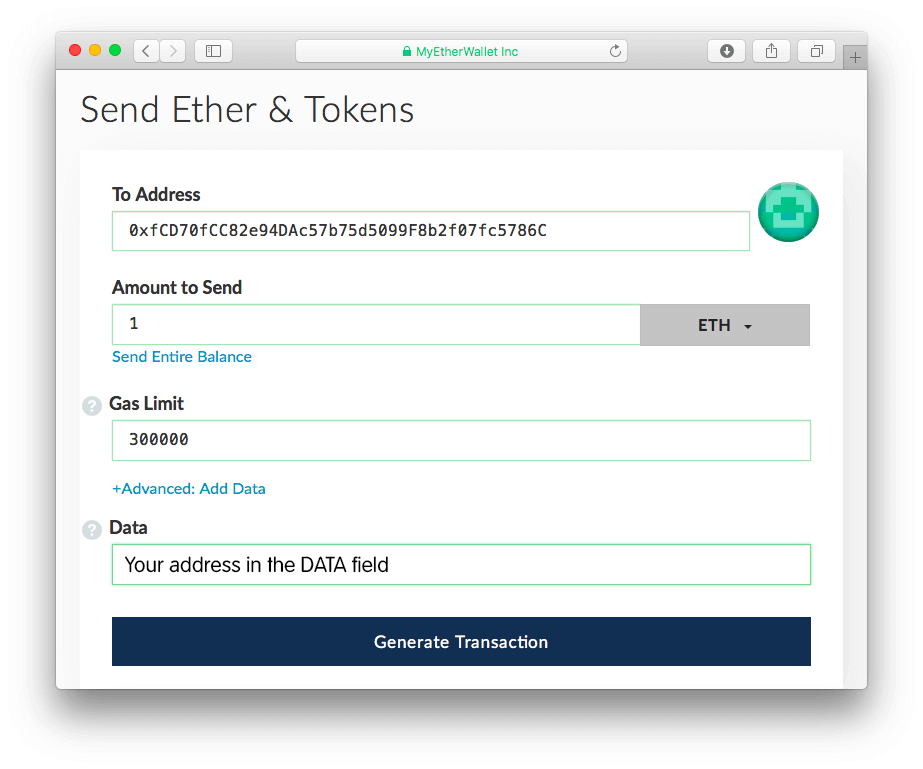 MyEtherWallet Inc
Send Ether & Tokens
To Address
0xfCD70fCC82e94DAc57b75d5099F8b2f07fc5786C
Amount to Send
1
ETH
Send Entire Balance
? Gas Limit
300000
+Advanced: Add Data
? Data
Your address in the DATA field
Generate Transaction